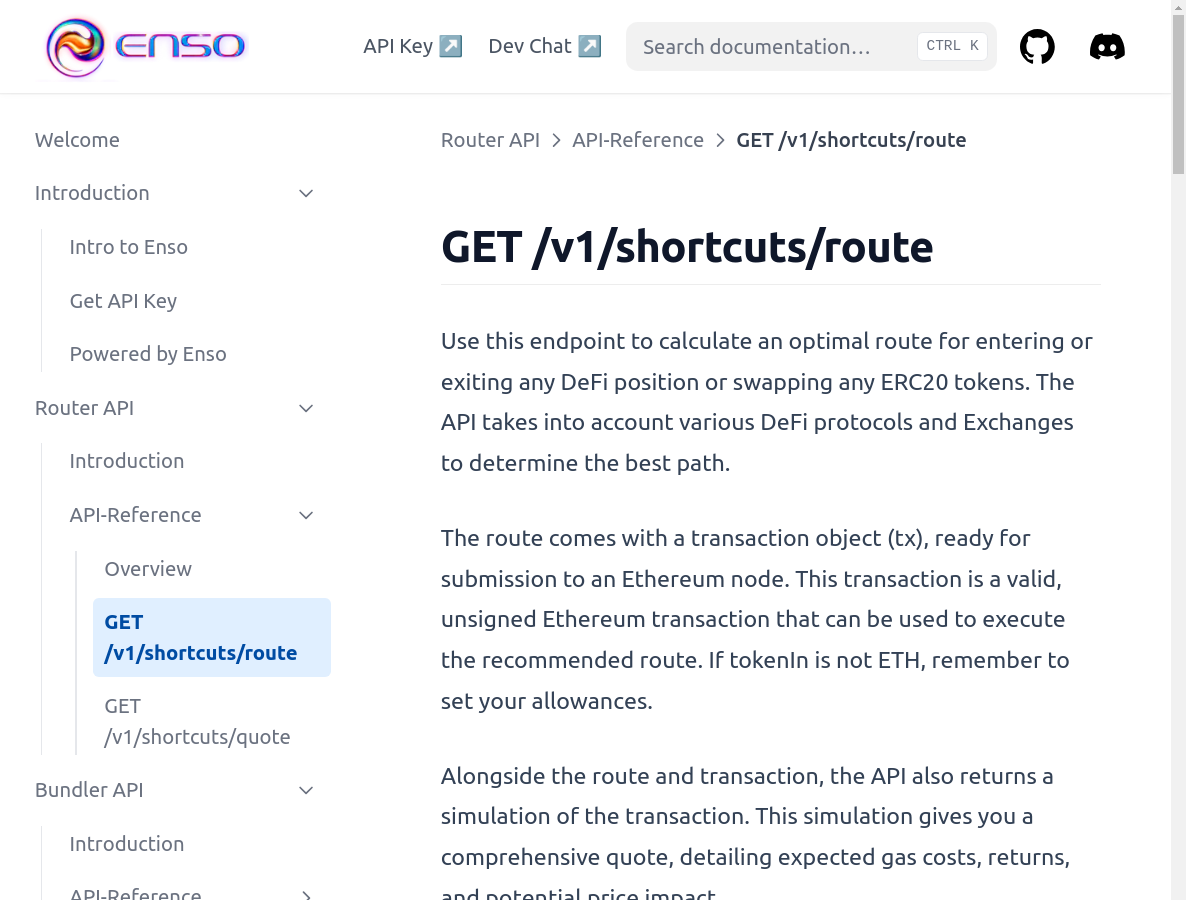 ENSO
API Key ↗
Dev Chat ↗
Search documentation…
CTRL K
Welcome
Introduction
Intro to Enso
Get API Key
Powered by Enso
Router API
Introduction
API-Reference
Overview
GET
/v1/shortcuts/route
GET
/v1/shortcuts/quote
Bundler API
Introduction
API-Reference
Router API > API-Reference > GET /v1/shortcuts/route
GET /v1/shortcuts/route
Use this endpoint to calculate an optimal route for entering or
exiting any DeFi position or swapping any ERC20 tokens. The
API takes into account various DeFi protocols and Exchanges
to determine the best path.
The route comes with a transaction object (tx), ready for
submission to an Ethereum node. This transaction is a valid,
unsigned Ethereum transaction that can be used to execute
the recommended route. If tokenIn is not ETH, remember to
set your allowances.
Alongside the route and transaction, the API also returns a
simulation of the transaction. This simulation gives you a
comprehensive quote, detailing expected gas costs, returns,
and potential price impact.